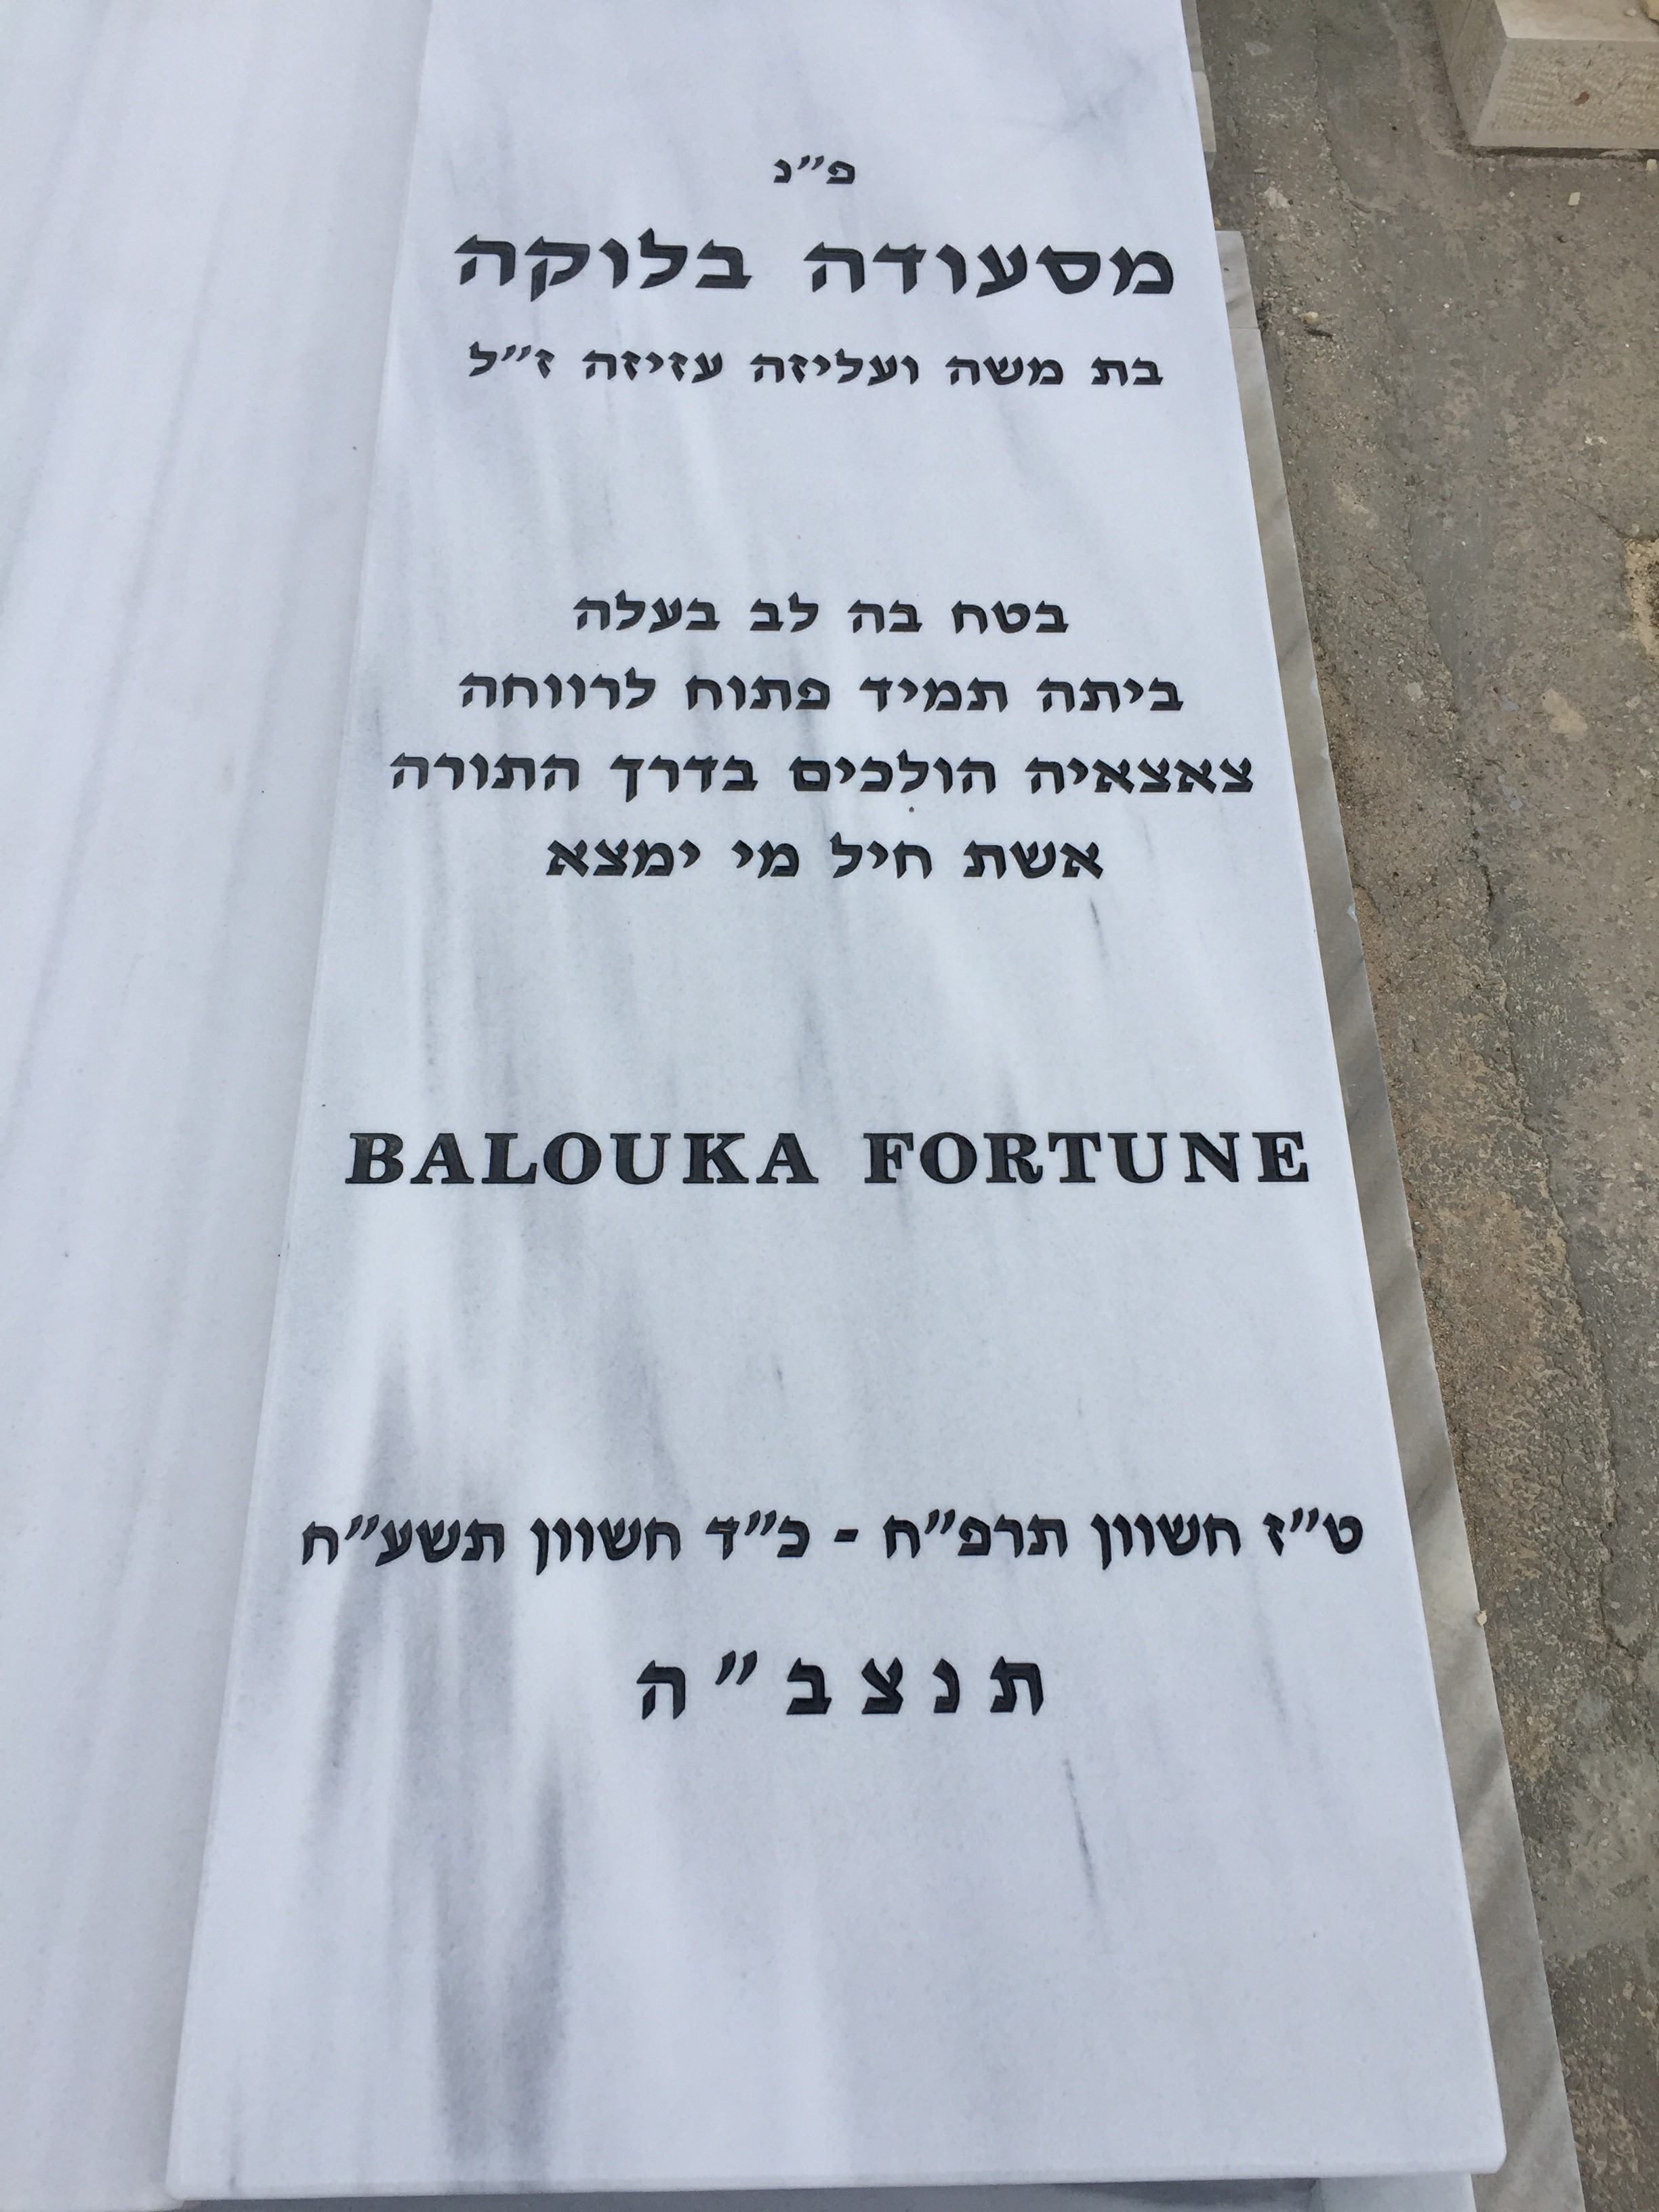 פ״נ
מסעודה בלוקה
בת משה ועליזה עזיזה ז״ל
בטח בה לב בעלה
ביתה תמיד פתוח לרווחה
צאצאיה הולכים בדרך התורה
אשת חיל מי ימצא
BALOUKA FORTUNE
ט״ז חשוון תרפ״ח - כ״ד חשוון תשע״ח
תנצב״ה